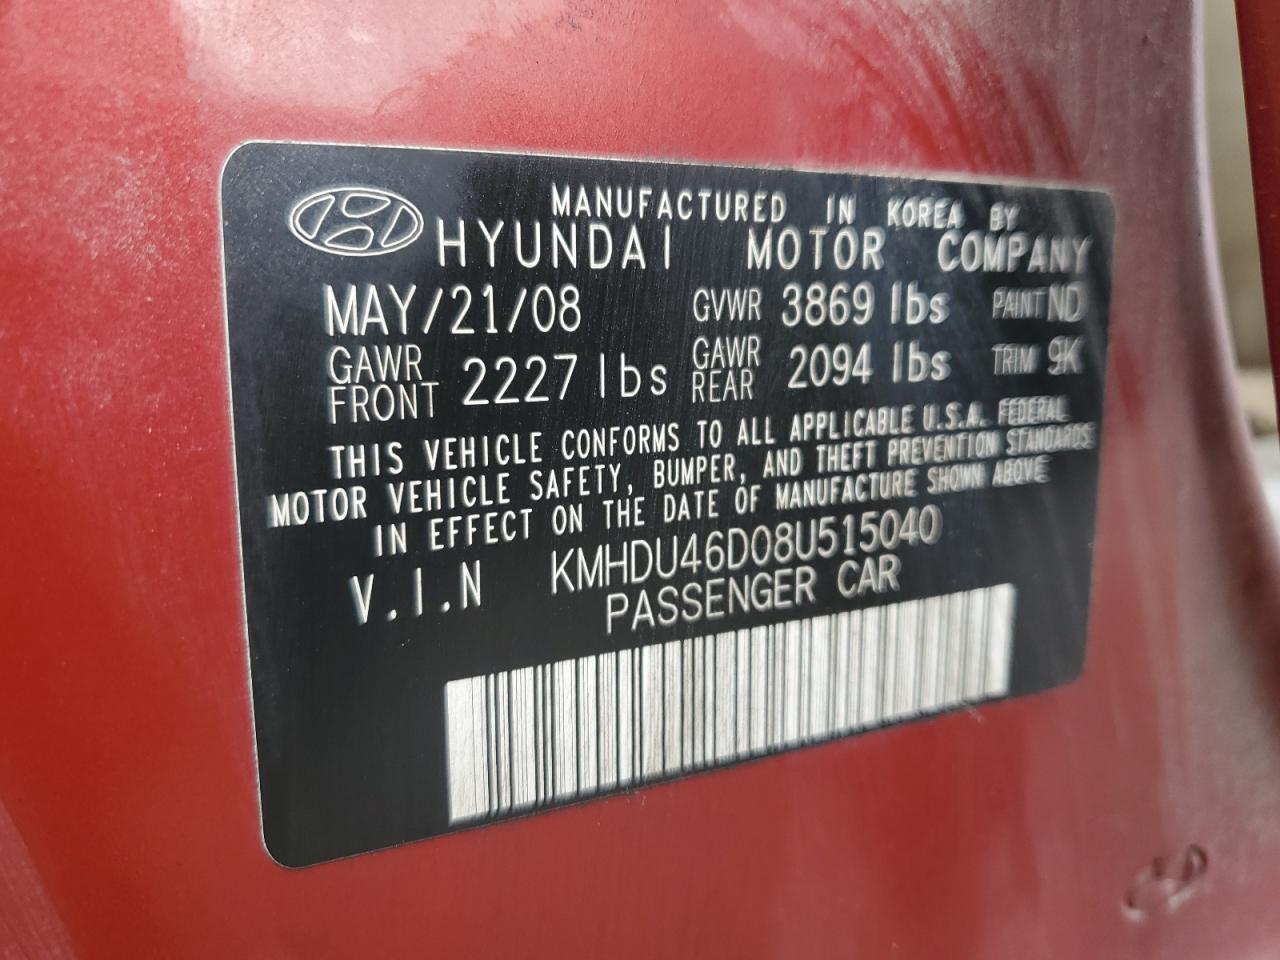 MANUFACTURED IN KOREA BY
HYUNDAI MOTOR COMPANY
MAY/21/08 GVWR 3869 lbs PAINT ND
GAWR FRONT 2227 lbs GAWR REAR 2094 lbs TRIM 9K
THIS VEHICLE CONFORMS TO ALL APPLICABLE U.S.A. FEDERAL
MOTOR VEHICLE SAFETY, BUMPER, AND THEFT PREVENTION STANDARDS
IN EFFECT ON THE DATE OF MANUFACTURE SHOWN ABOVE
V.I.N KMHDU46D08U515040
PASSENGER CAR